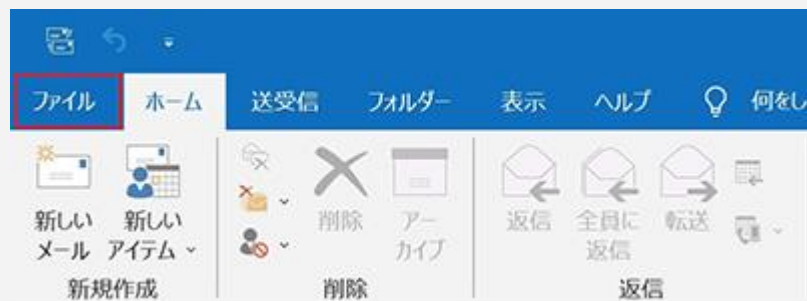 ファイル ホーム 送受信 フォルダー 表示 ヘルプ 何をし
新しい
メール
新しい
アイテム
削除
アー
カイブ
返信
全員に
返信
転送
新規作成 削除 返信